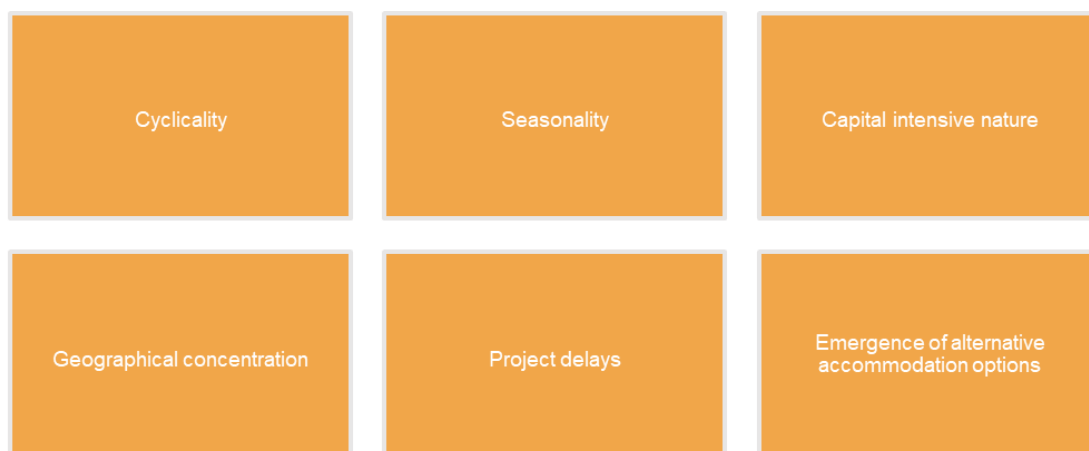 Cyclicality
Seasonality
Capital intensive nature
Geographical concentration
Project delays
Emergence of alternative
accommodation options